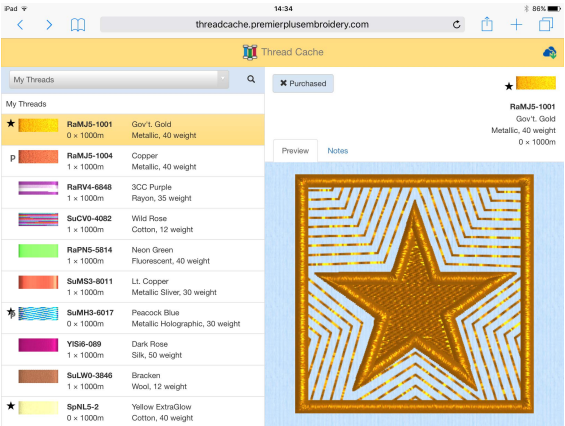 iPad 14:34 86%
threadcache.premierplusembroidery.com
Thread Cache
My Threads
My Threads
RaMJ5-1001 Gov't. Gold
0 × 1000m Metallic, 40 weight
P RaMJ5-1004 Copper
1 × 1000m Metallic, 40 weight
RaRV4-6848 3CC Purple
1 × 1000m Rayon, 35 weight
SuCV0-4082 Wild Rose
1 × 1000m Cotton, 12 weight
RaPN5-5814 Neon Green
1 × 1000m Fluorescent, 40 weight
SuMS3-8011 Lt. Copper
1 × 1000m Metallic Sliver, 30 weight
SuMH3-6017 Peacock Blue
0 × 1000m Metallic Holographic, 30 weight
YlSi6-089 Dark Rose
1 × 1000m Silk, 50 weight
SuLW0-3846 Bracken
1 × 1000m Wool, 12 weight
SpNL5-2 Yellow ExtraGlow
0 × 1000m Cotton, 40 weight
✖ Purchased
RaMJ5-1001
Gov't. Gold
Metallic, 40 weight
0 × 1000m
Preview Notes